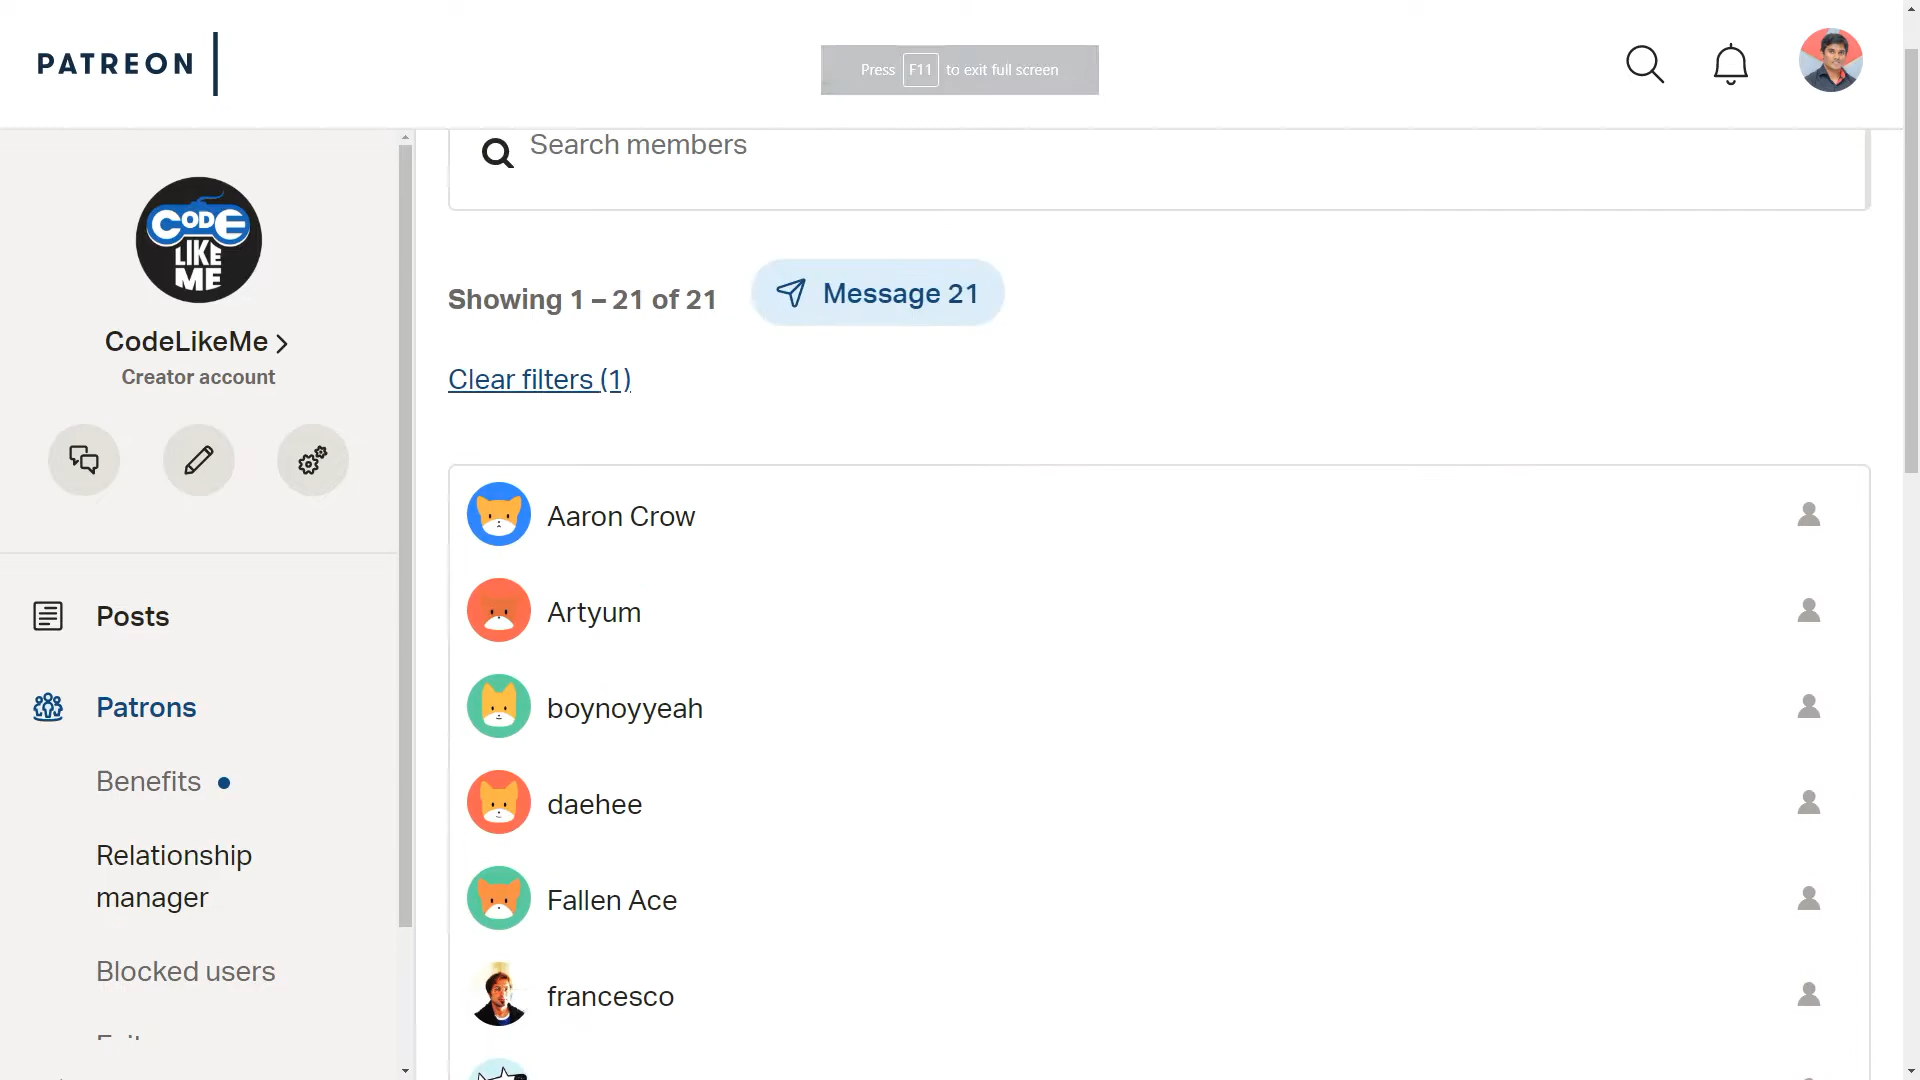 PATREON
Press F11 to exit full screen
CODE
LIKE
ME
CodeLikeMe
Creator account
Posts
Patrons
Benefits
Relationship
manager
Blocked users
Search members
Showing 1 – 21 of 21
Message 21
Clear filters (1)
Aaron Crow
Artyum
boynoyyeah
daehee
Fallen Ace
francesco